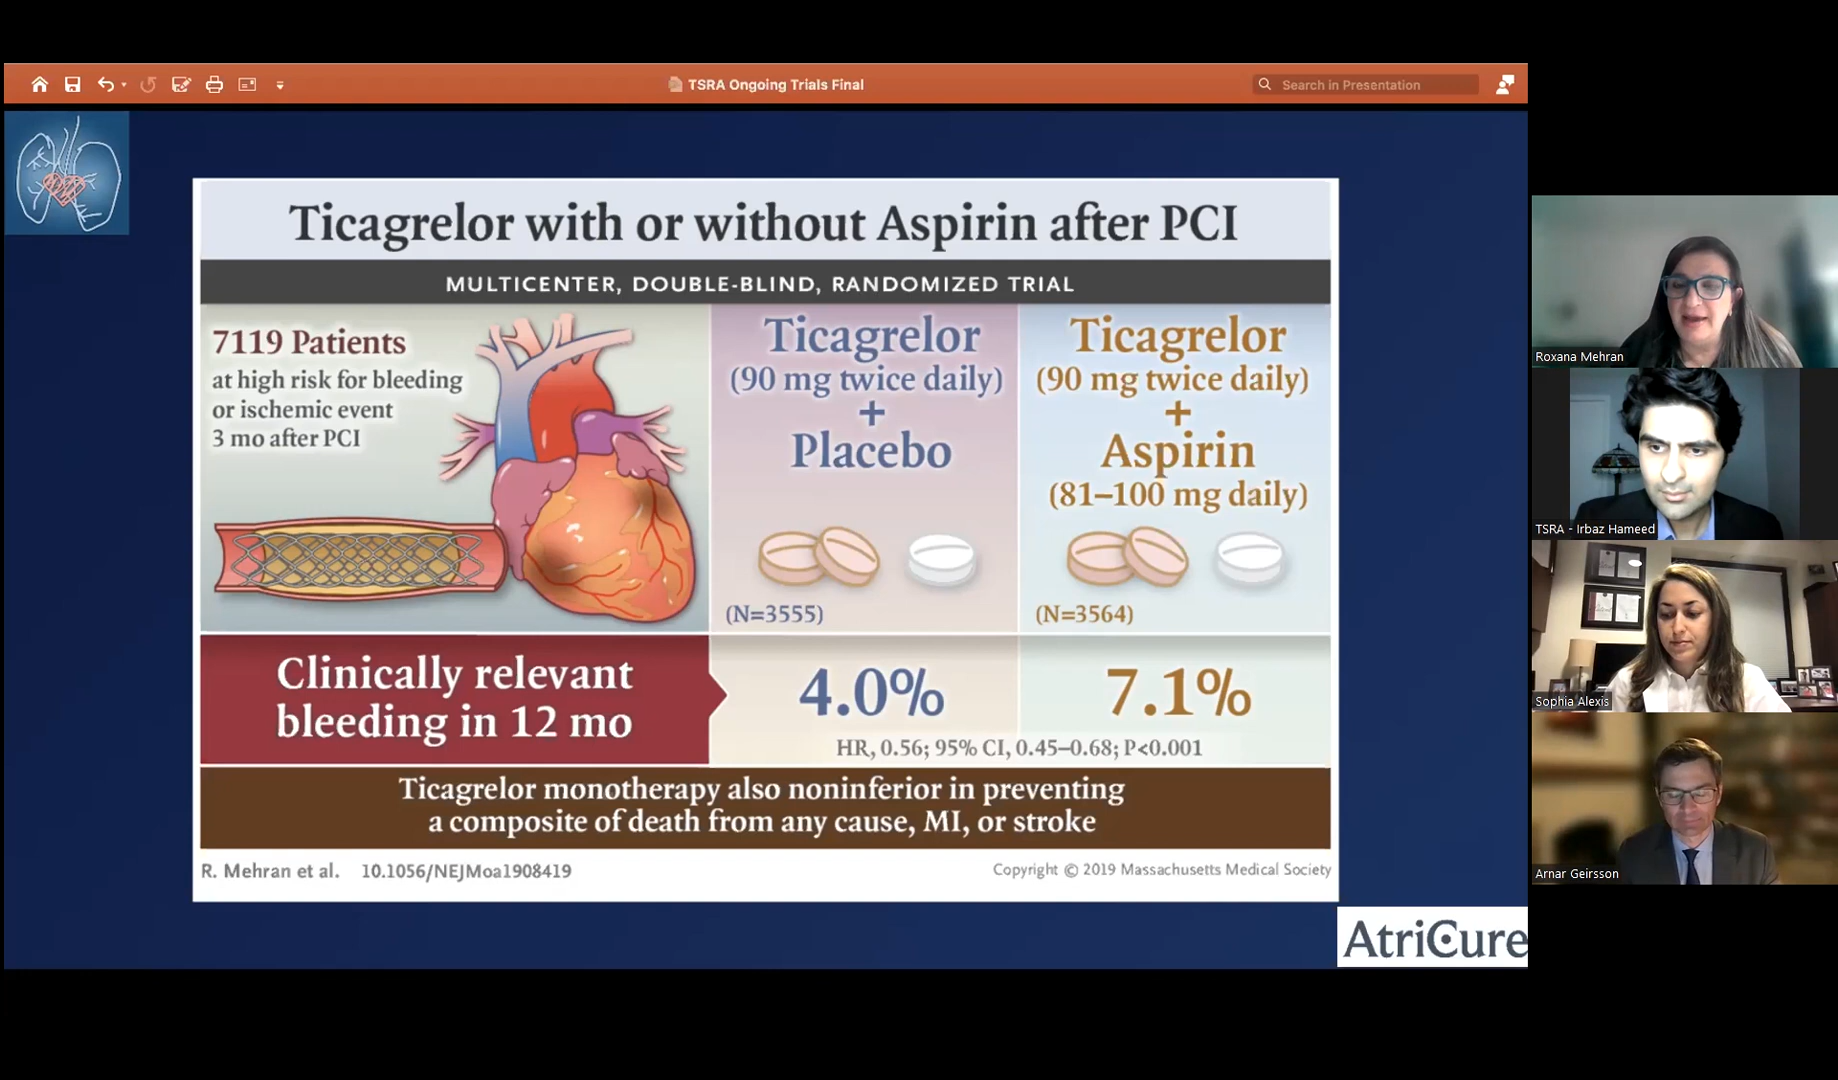 TSRA Ongoing Trials Final
Search in Presentation
Ticagrelor with or without Aspirin after PCI
MULTICENTER, DOUBLE-BLIND, RANDOMIZED TRIAL
7119 Patients
at high risk for bleeding
or ischemic event
3 mo after PCI
Ticagrelor
(90 mg twice daily)
+
Placebo
(N=3555)
Ticagrelor
(90 mg twice daily)
+
Aspirin
(81–100 mg daily)
(N=3564)
Clinically relevant
bleeding in 12 mo
4.0%
7.1%
HR, 0.56; 95% CI, 0.45–0.68; P<0.001
Ticagrelor monotherapy also noninferior in preventing
a composite of death from any cause, MI, or stroke
R. Mehran et al. 10.1056/NEJMoa1908419
Copyright © 2019 Massachusetts Medical Society
AtriCure
Roxana Mehran
TSRA - Irbaz Hameed
Sophia Alexis
Arnar Geirsson